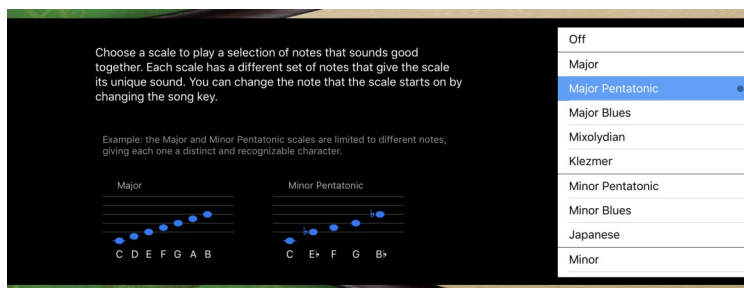 Choose a scale to play a selection of notes that sounds good
together. Each scale has a different set of notes that give the scale
its unique sound. You can change the note that the scale starts on by
changing the song key.
Example: the Major and Minor Pentatonic scales are limited to different notes,
giving each one a distinct and recognizable character.
Major
C D E F G A B
Minor Pentatonic
♭ ♭
C E♭ F G B♭
Off
Major
Major Pentatonic
Major Blues
Mixolydian
Klezmer
Minor Pentatonic
Minor Blues
Japanese
Minor